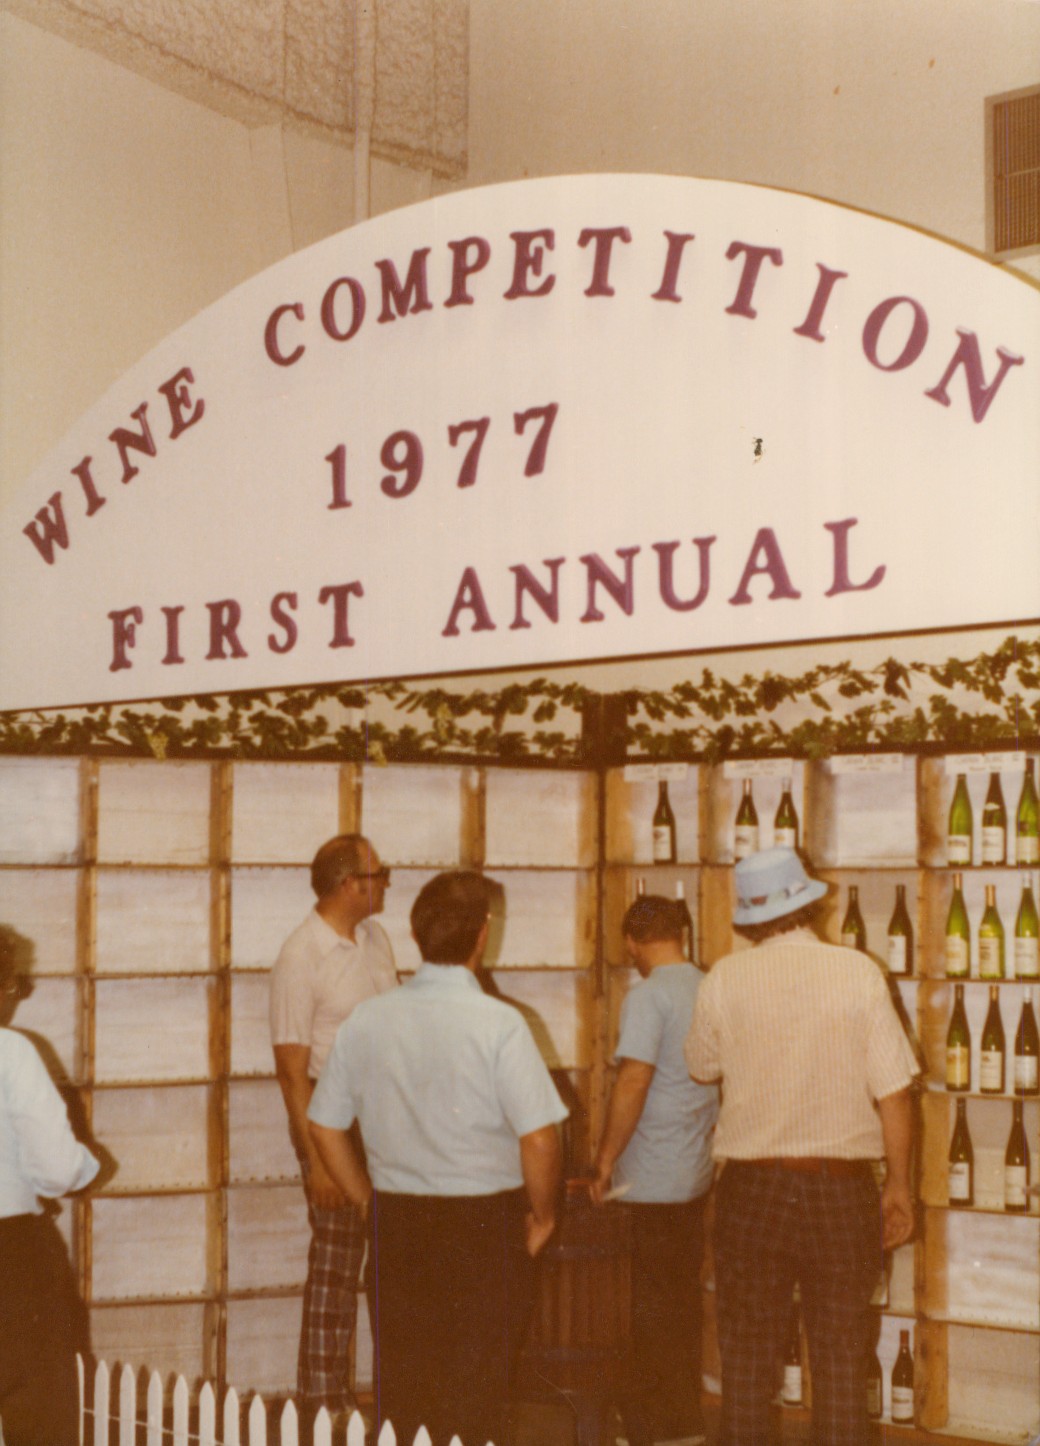 WINE COMPETITION
1977
FIRST ANNUAL